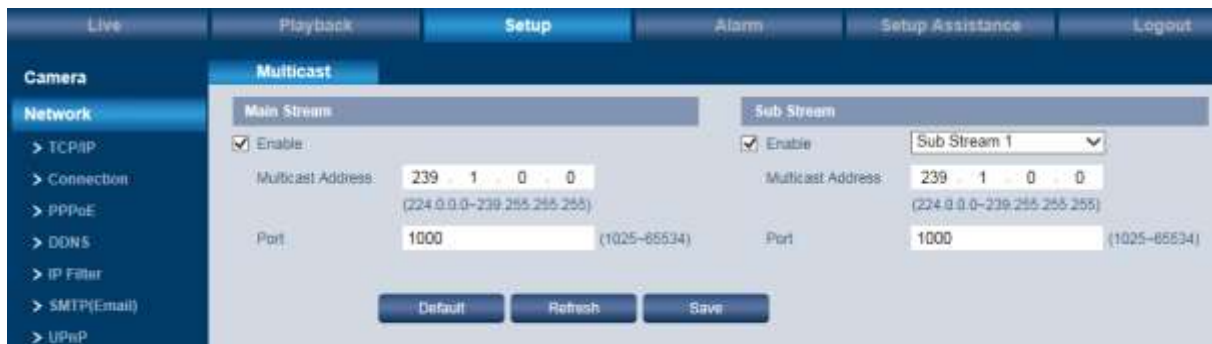 Live Playback Setup Alarm Setup Assistance Logout
Camera
Network
> TCP/IP
> Connection
> PPPoE
> DDNS
> IP Filter
> SMTP(Email)
> UPnP
Multicast
Main Stream
Enable
Multicast Address 239 . 1 . 0 . 0
(224.0.0.0~239.255.255.255)
Port 1000 (1025~65534)
Sub Stream
Enable Sub Stream 1
Multicast Address 239 . 1 . 0 . 0
(224.0.0.0~239.255.255.255)
Port 1000 (1025~65534)
Default Refresh Save